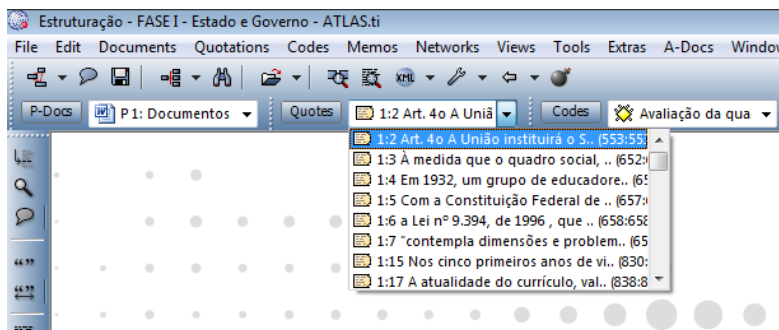 Estruturação - FASE I - Estado e Governo - ATLAS.ti
File Edit Documents Quotations Codes Memos Networks Views Tools Extras A-Docs Window
XML
P-Docs P 1: Documentos Quotes 1:2 Art. 4o A Uniã Codes Avaliação da qua
1:2 Art. 4o A União instituirá o S.. (553:553
1:3 À medida que o quadro social, .. (652:
1:4 Em 1932, um grupo de educadore.. (65
1:5 Com a Constituição Federal de .. (657:
1:6 a Lei nº 9.394, de 1996 , que .. (658:658
1:7 "contempla dimensões e problem.. (65
1:15 Nos cinco primeiros anos de vi.. (830:
1:17 A atualidade do currículo, val.. (838:8